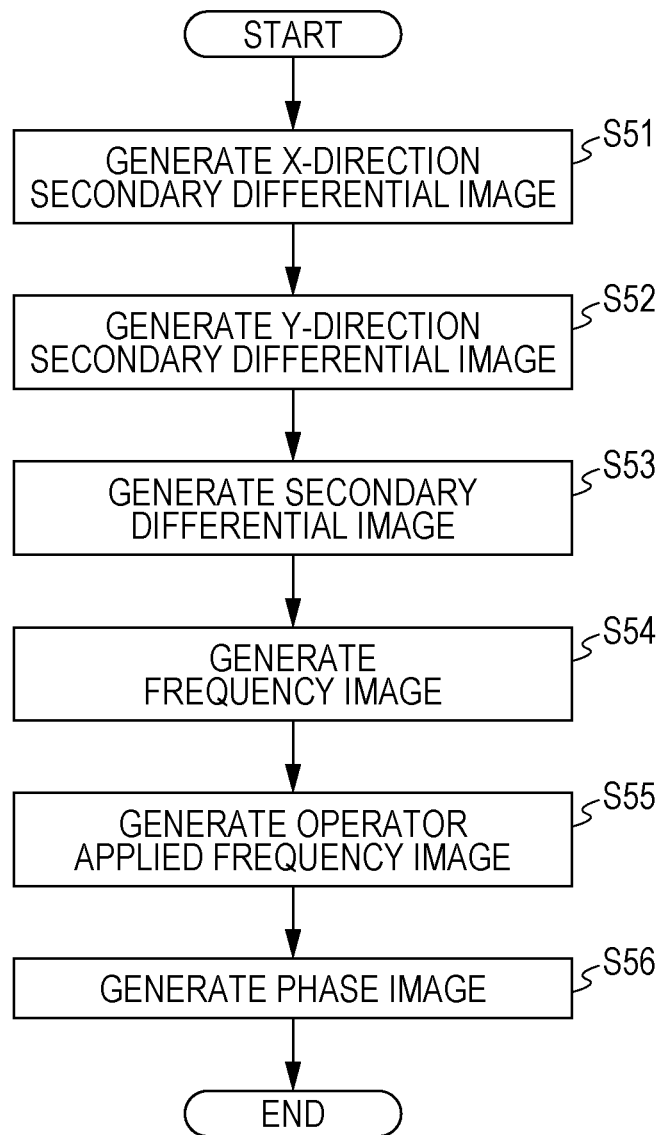 START
S51
GENERATE X-DIRECTION
SECONDARY DIFFERENTIAL IMAGE
S52
GENERATE Y-DIRECTION
SECONDARY DIFFERENTIAL IMAGE
S53
GENERATE SECONDARY
DIFFERENTIAL IMAGE
S54
GENERATE
FREQUENCY IMAGE
S55
GENERATE OPERATOR
APPLIED FREQUENCY IMAGE
S56
GENERATE PHASE IMAGE
END